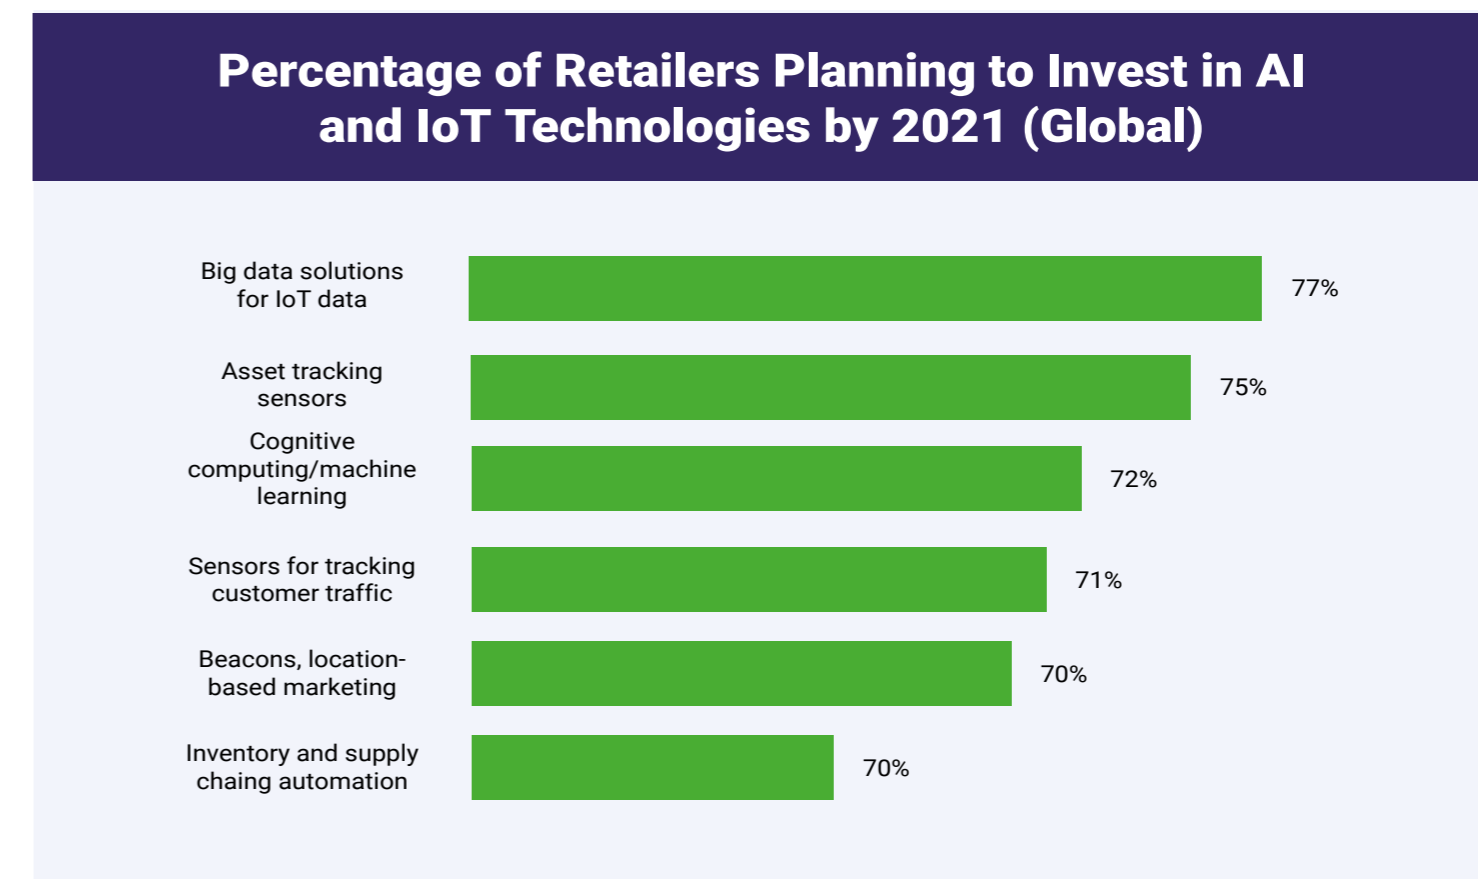 Percentage of Retailers Planning to Invest in AI
and IoT Technologies by 2021 (Global)
Big data solutions
for IoT data
77%
Asset tracking
sensors
75%
Cognitive
computing/machine
learning
72%
Sensors for tracking
customer traffic
71%
Beacons, location-
based marketing
70%
Inventory and supply
chaing automation
70%